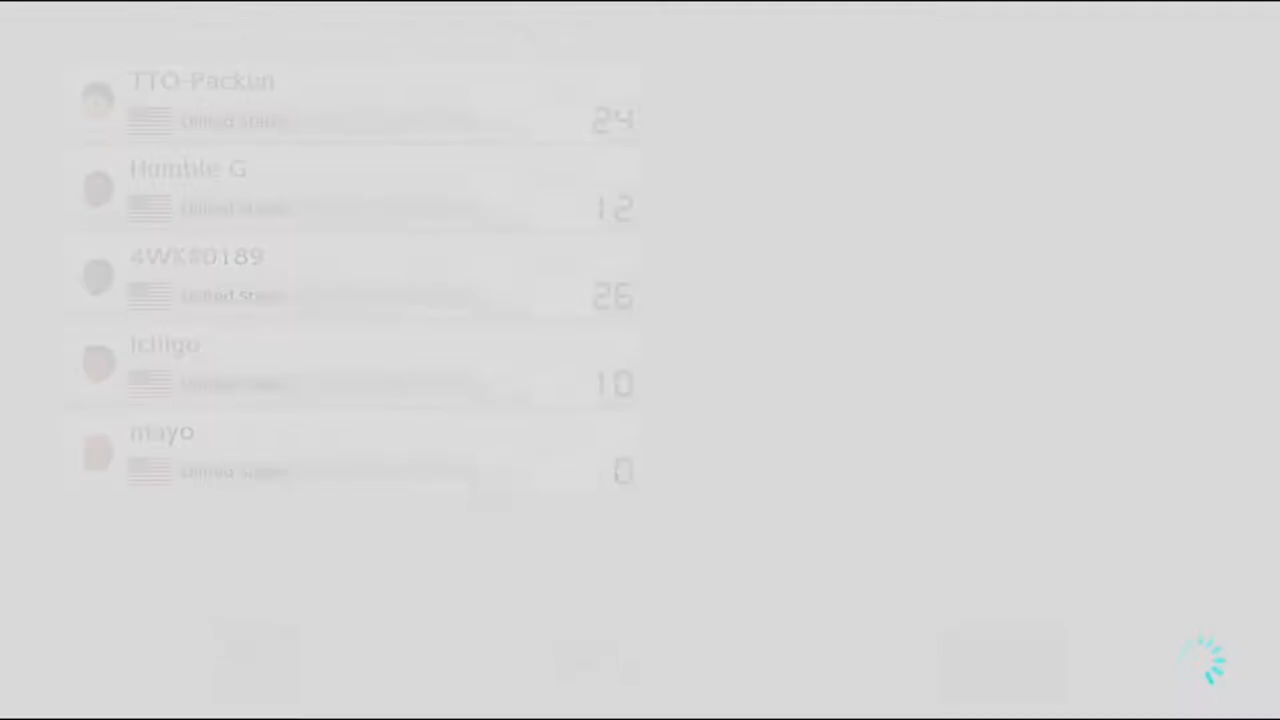 TTO-Packun
United States
24
Humble G
United States
12
4WK#0189
United States
26
Ichigo
United States
10
mayo
United States
0